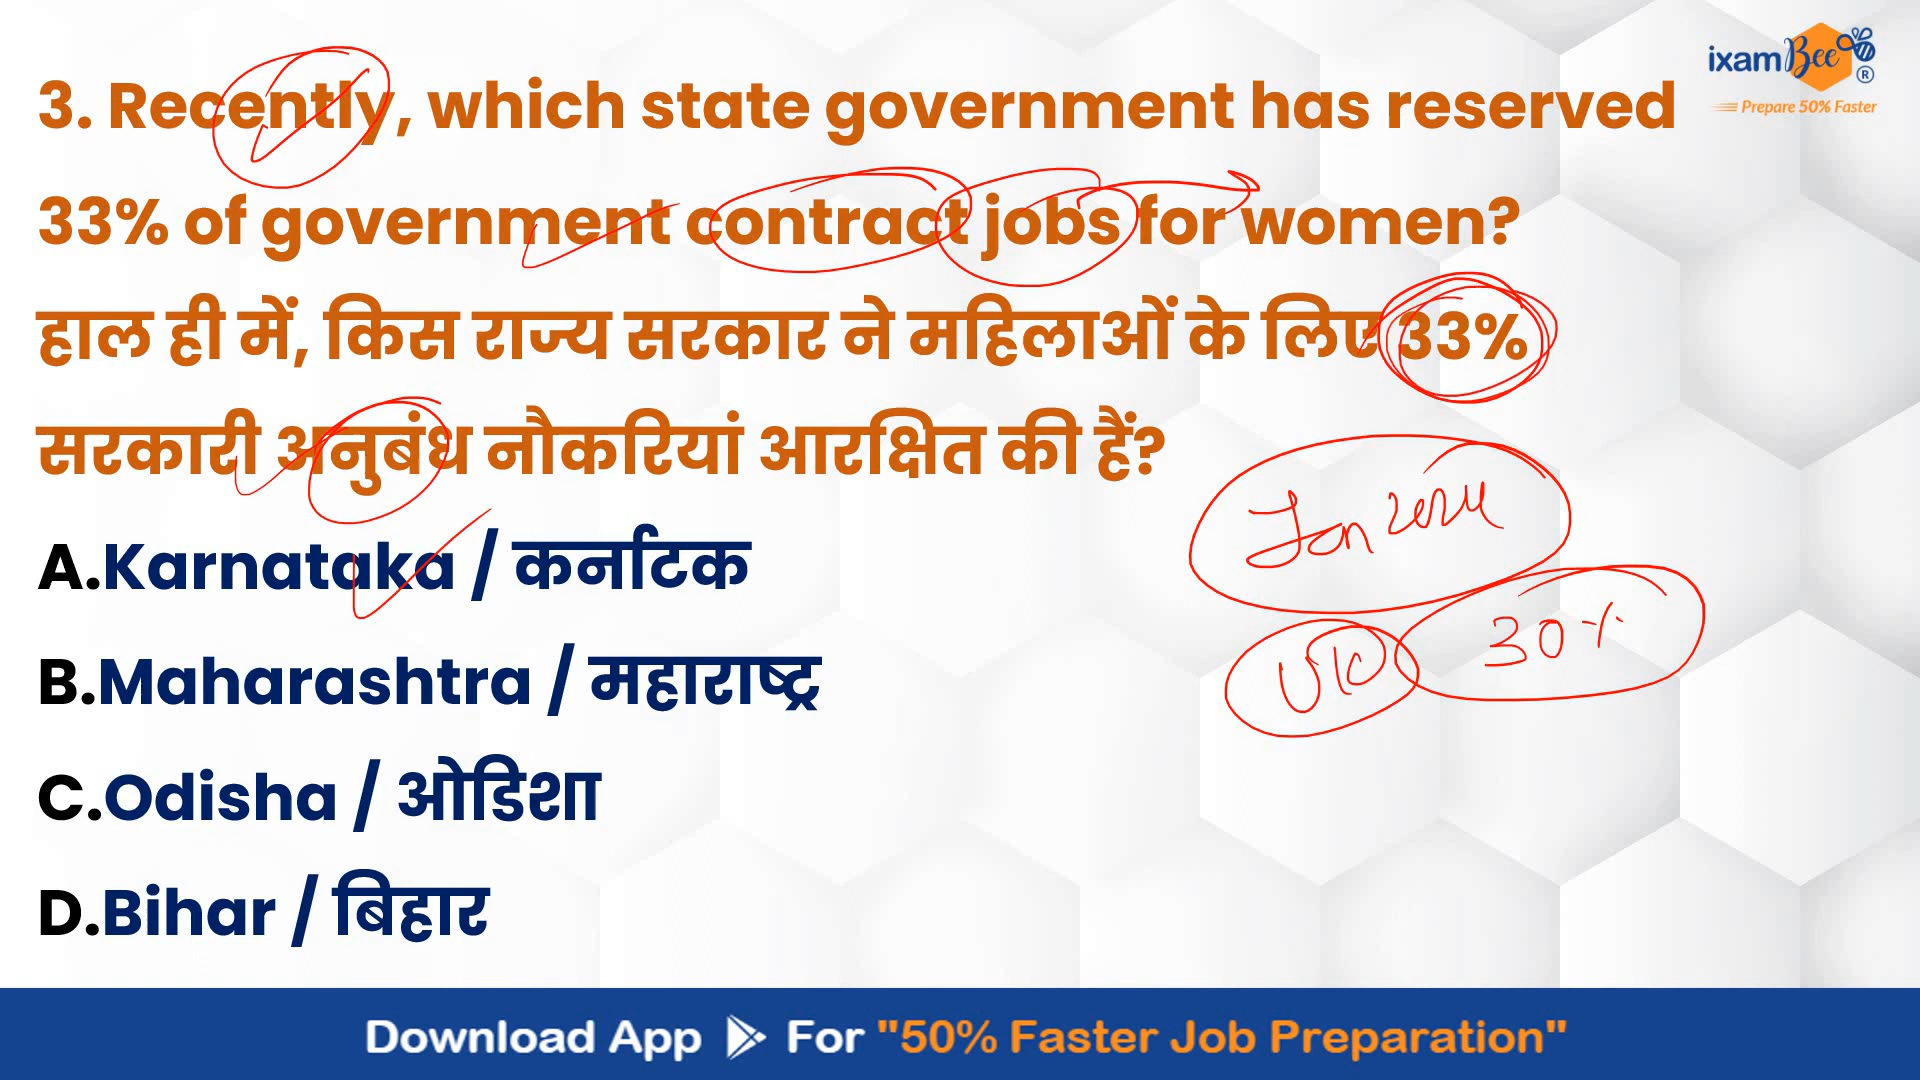 ixamBee®
Prepare 50% Faster
3. Recently, which state government has reserved
33% of government contract jobs for women?
हाल ही में, किस राज्य सरकार ने महिलाओं के लिए 33%
सरकारी अनुबंध नौकरियां आरक्षित की हैं?
A.Karnataka / कर्नाटक
B.Maharashtra / महाराष्ट्र
C.Odisha / ओडिशा
D.Bihar / बिहार
Jan
30%
UK
Download App For "50% Faster Job Preparation"